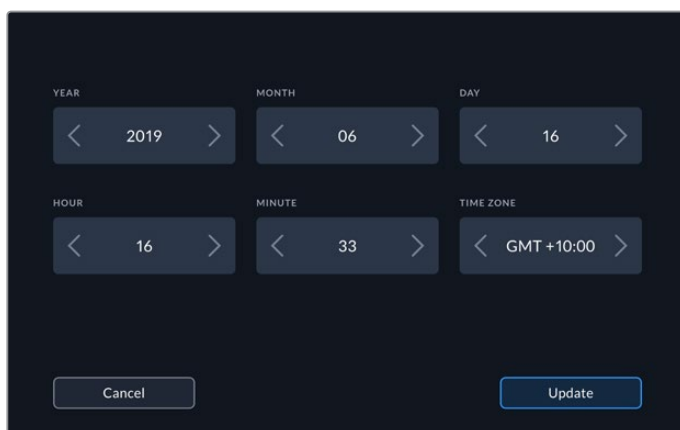 YEAR MONTH DAY
2019 06 16
HOUR MINUTE TIME ZONE
16 33 GMT +10:00
Cancel Update